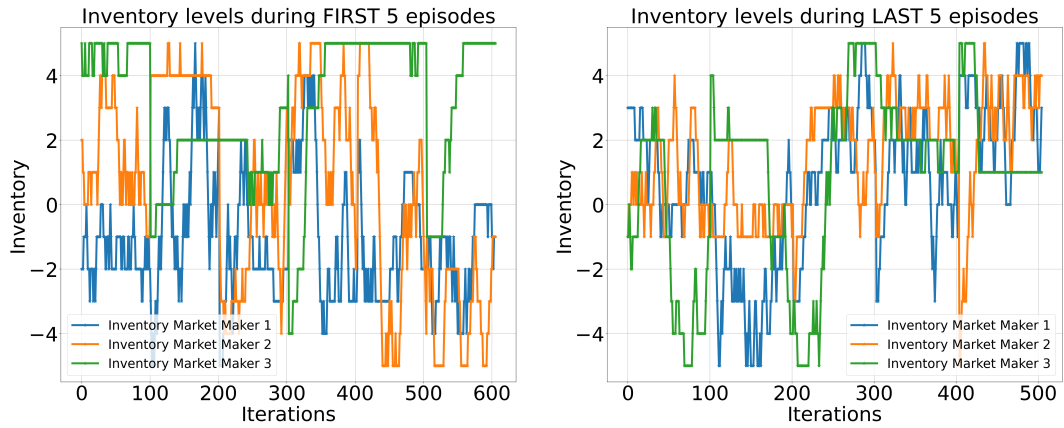 Inventory levels during FIRST 5 episodes
Inventory
4
2
0
−2
−4
Inventory Market Maker 1
Inventory Market Maker 2
Inventory Market Maker 3
0 100 200 300 400 500 600
Iterations
Inventory levels during LAST 5 episodes
Inventory
4
2
0
−2
−4
Inventory Market Maker 1
Inventory Market Maker 2
Inventory Market Maker 3
0 100 200 300 400 500
Iterations